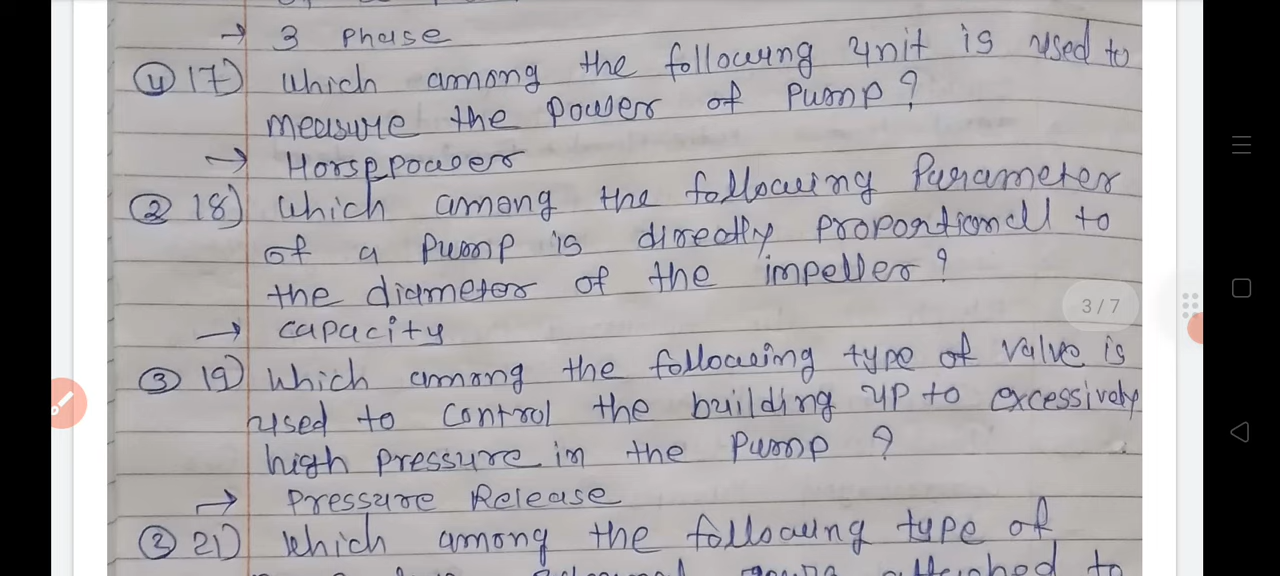 → 3 Phase
④ 17) Which among the following unit is used to
measure the power of Pump?
→ Horsepower
② 18) Which among the following Parameter
of a Pump is directly proportional to
the diameter of the impeller?
→ capacity
③ 19) Which among the following type of valve is
used to control the building up to excessively
high pressure in the Pump ?
→ Pressure Release
② 21) Which among the following type of
attached to
3/7